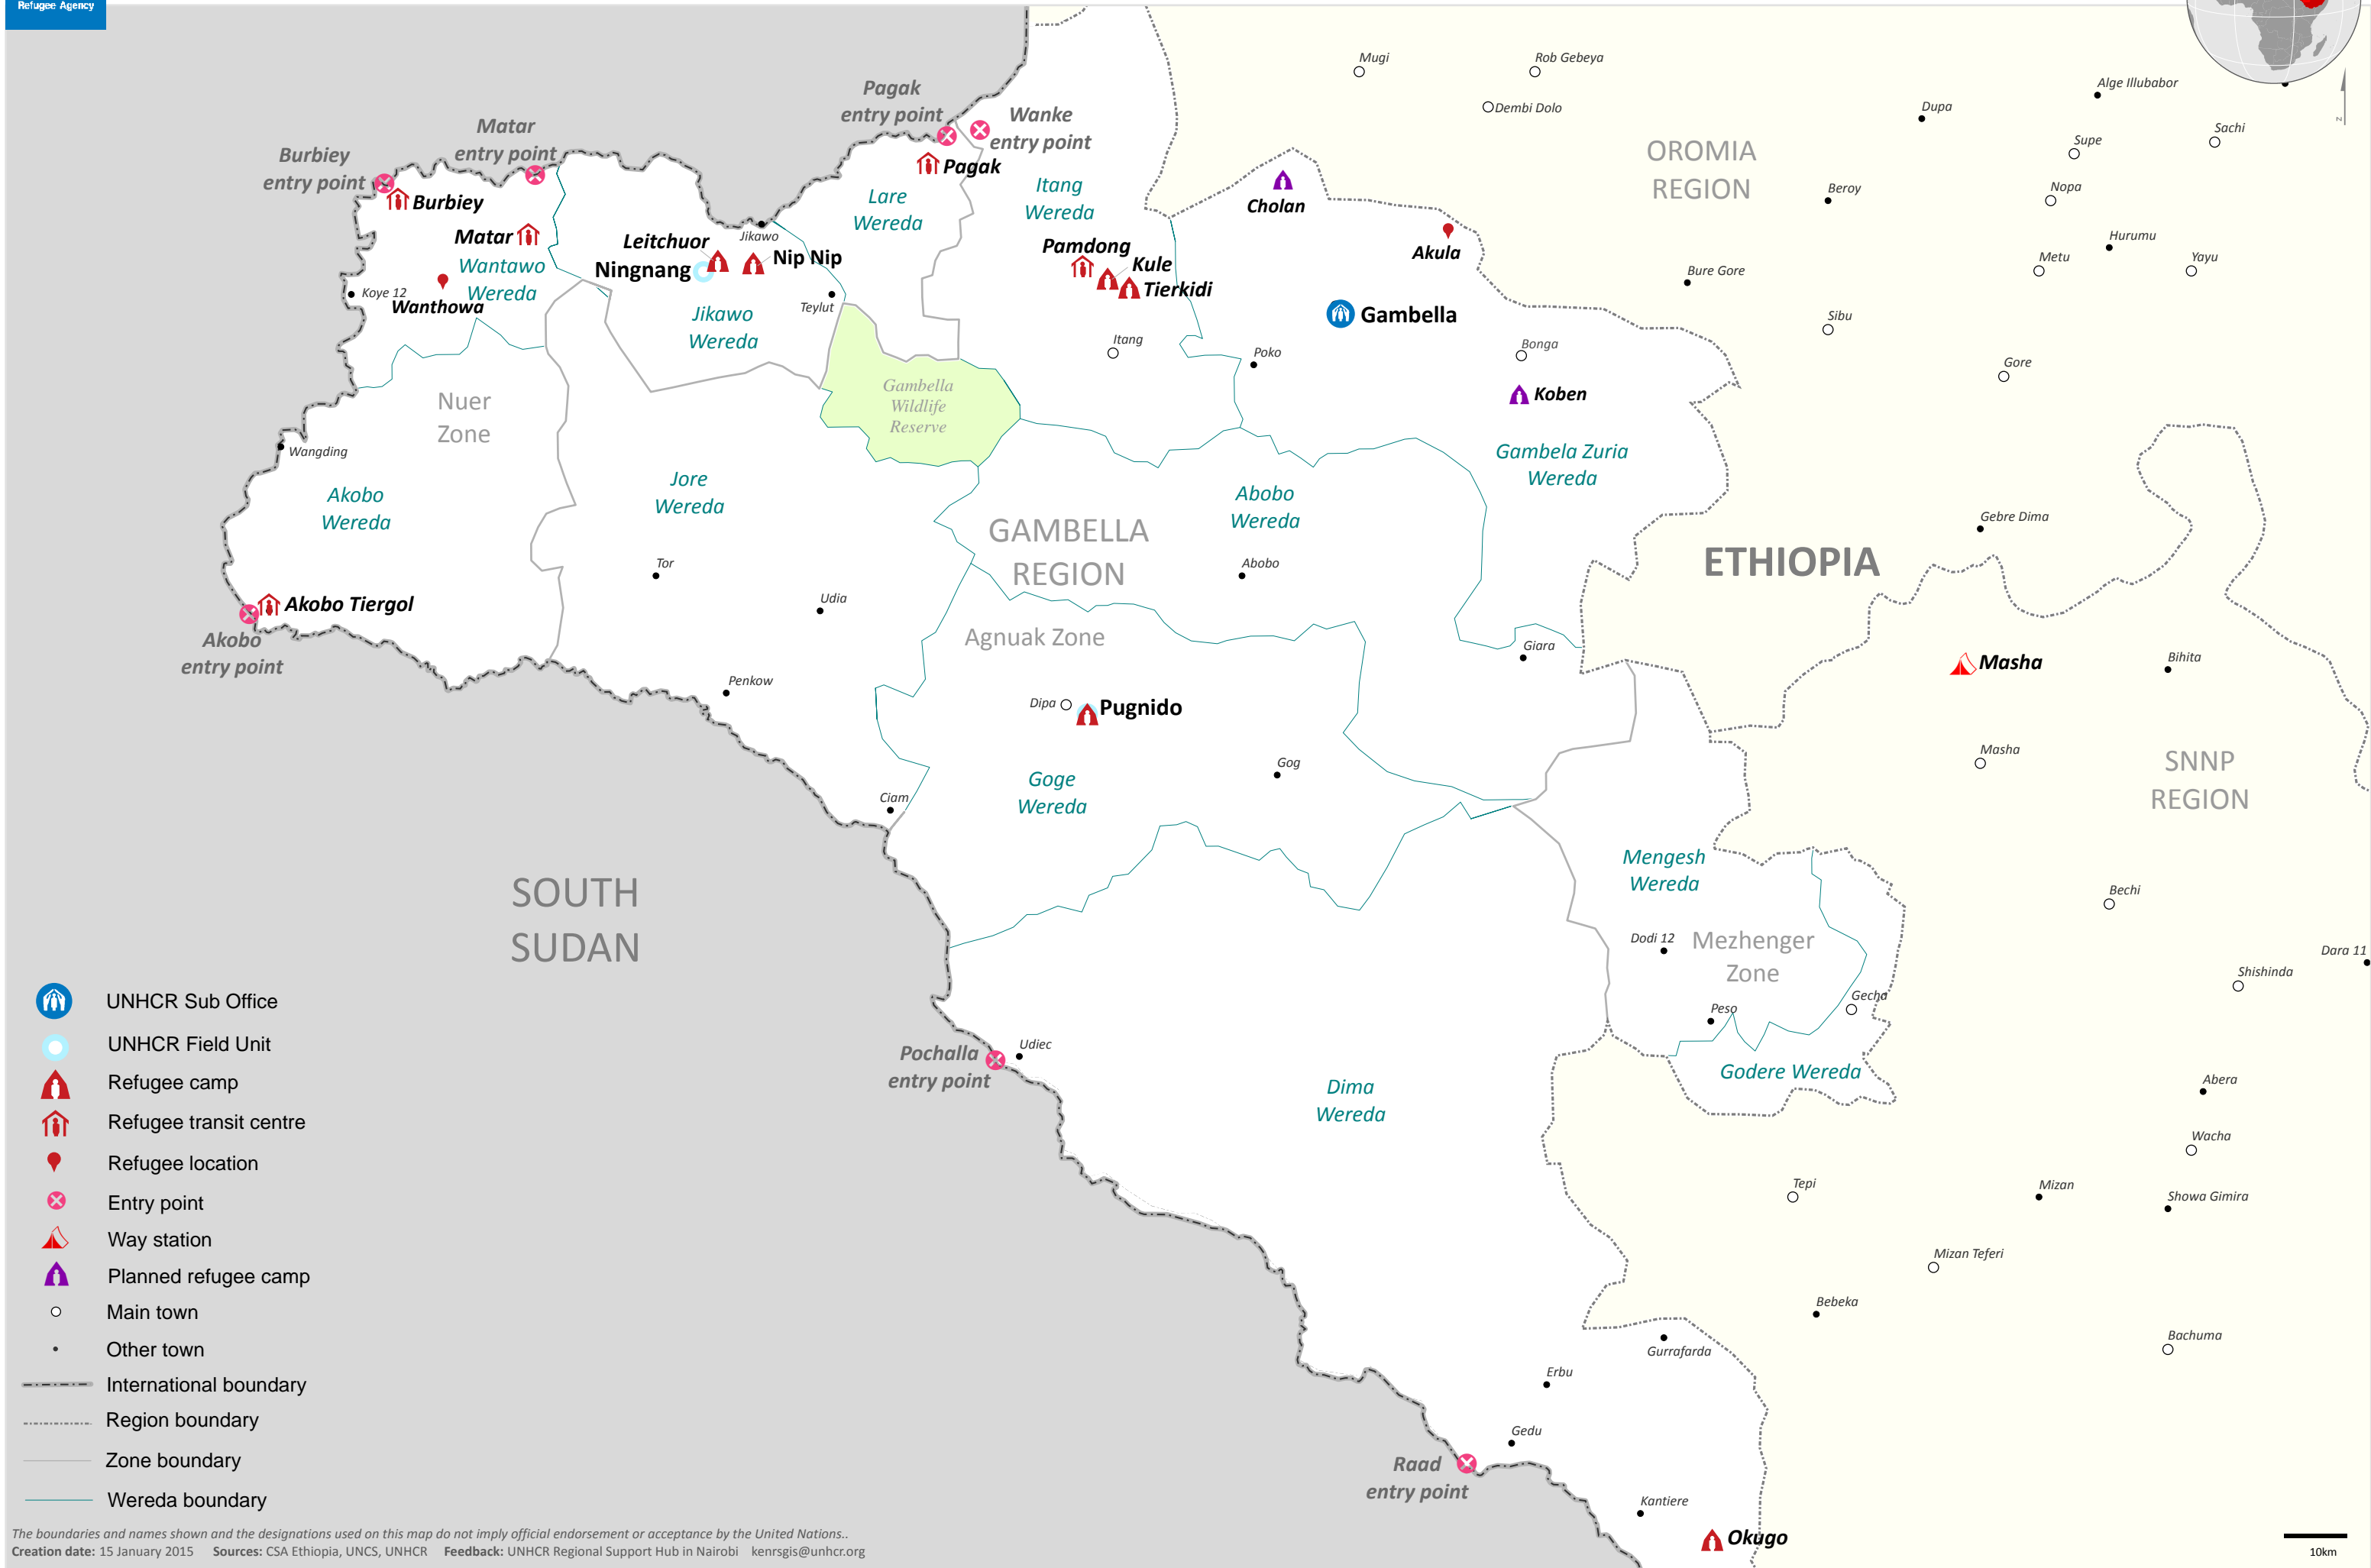 Refugee Agency
Mugi
Rob Gebeya
Dembi Dolo
Alge Illubabor
Dupa
Sachi
Supe
Nopa
Beroy
Hurumu
Metu
Yayu
Bure Gore
Sibu
Gore
OROMIA
REGION
Pagak
entry point
Wanke
entry point
Matar
entry point
Burbiey
entry point
Pagak
Burbiey
Matar
Lare
Wereda
Itang
Wereda
Cholan
Akula
Leitchuor
Ningnang
Jikawo
Nip Nip
Pamdong
Kule
Tierkidi
Wantawo
Wereda
Koye 12
Wanthowa
Jikawo
Wereda
Teylut
Gambella
Itang
Poko
Bonga
Koben
Gambella
Wildlife
Reserve
Nuer
Zone
Wangding
Gambela Zuria
Wereda
Akobo
Wereda
Jore
Wereda
Abobo
Wereda
GAMBELLA
REGION
Gebre Dima
ETHIOPIA
Tor
Udia
Abobo
Akobo Tiergol
Akobo
entry point
Agnuak Zone
Giara
Masha
Bihita
Penkow
Dipa
Pugnido
Masha
SNNP
REGION
Gog
Goge
Wereda
Ciam
Mengesh
Wereda
SOUTH
SUDAN
Bechi
Dodi 12
Mezhenger
Zone
Dara 11
Shishinda
Gecha
Peso
Udiec
Pochalla
entry point
Godere Wereda
Dima
Wereda
Abera
Wacha
Tepi
Mizan
Showa Gimira
Mizan Teferi
Bebeka
Bachuma
Gurrafarda
Erbu
Gedu
Raad
entry point
Kantiere
Okugo
UNHCR Sub Office
UNHCR Field Unit
Refugee camp
Refugee transit centre
Refugee location
Entry point
Way station
Planned refugee camp
Main town
Other town
International boundary
Region boundary
Zone boundary
Wereda boundary
The boundaries and names shown and the designations used on this map do not imply official endorsement or acceptance by the United Nations..
Creation date: 15 January 2015 Sources: CSA Ethiopia, UNCS, UNHCR Feedback: UNHCR Regional Support Hub in Nairobi kenrsgis@unhcr.org
10km
Z